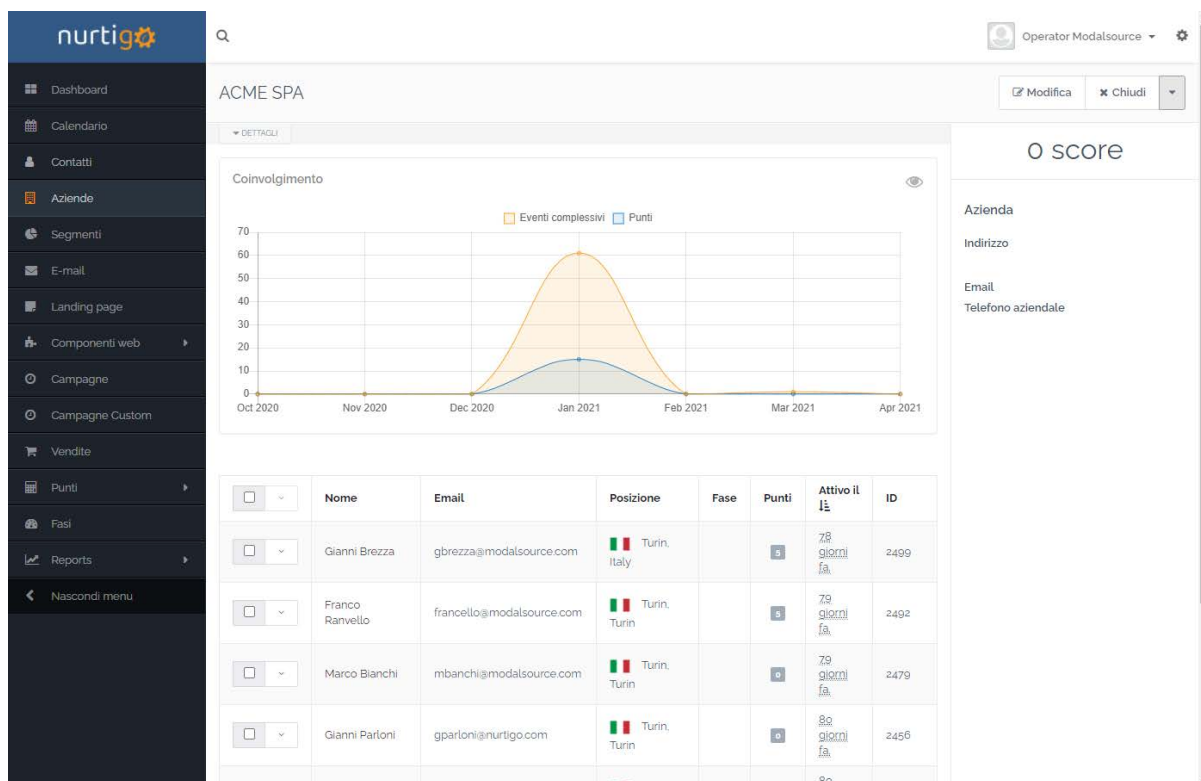 nurtigo
Operator Modalsource
Dashboard
Calendario
Contatti
Aziende
Segmenti
E-mail
Landing page
Componenti web
Campagne
Campagne Custom
Vendite
Punti
Fasi
Reports
Nascondi menu
ACME SPA
Modifica
Chiudi
DETTAGLI
Coinvolgimento
Eventi complessivi Punti
70
60
50
40
30
20
10
0
Oct 2020 Nov 2020 Dec 2020 Jan 2021 Feb 2021 Mar 2021 Apr 2021
0 score
Azienda
Indirizzo
Email
Telefono aziendale
Nome Email Posizione Fase Punti Attivo il ID
Gianni Brezza gbrezza@modalsource.com Turin, Italy 5 78 giorni fa, 2499
Franco Ranvello francello@modalsource.com Turin, Turin 5 79 giorni fa, 2492
Marco Bianchi mbanchi@modalsource.com Turin, Turin 0 79 giorni fa, 2479
Gianni Parloni gparloni@nurtigo.com Turin, Turin 0 80 giorni fa, 2456